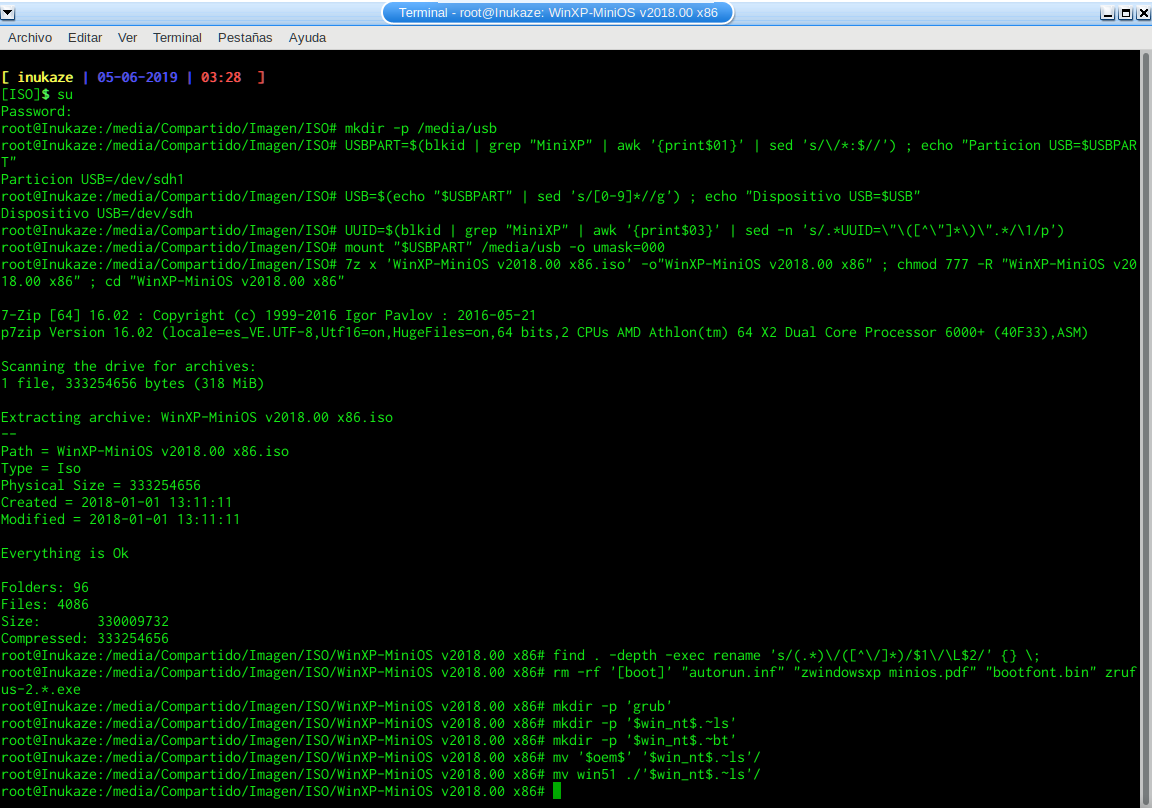 Terminal - root@Inukaze: WinXP-MiniOS v2018.00 x86
Archivo Editar Ver Terminal Pestañas Ayuda
[ inukaze | 05-06-2019 | 03:28 ]
[ISO]$ su
Password:
root@Inukaze:/media/Compartido/Imagen/ISO# mkdir -p /media/usb
root@Inukaze:/media/Compartido/Imagen/ISO# USBPART=$(blkid | grep "MiniXP" | awk '{print$01}' | sed 's/\/*:$//') ; echo "Particion USB=$USBPAR
T"
Particion USB=/dev/sdh1
root@Inukaze:/media/Compartido/Imagen/ISO# USB=$(echo "$USBPART" | sed 's/[0-9]*//g') ; echo "Dispositivo USB=$USB"
Dispositivo USB=/dev/sdh
root@Inukaze:/media/Compartido/Imagen/ISO# UUID=$(blkid | grep "MiniXP" | awk '{print$03}' | sed -n 's/.*UUID=\"\([^\"]*\)\".*/\1/p')
root@Inukaze:/media/Compartido/Imagen/ISO# mount "$USBPART" /media/usb -o umask=000
root@Inukaze:/media/Compartido/Imagen/ISO# 7z x 'WinXP-MiniOS v2018.00 x86.iso' -o"WinXP-MiniOS v2018.00 x86" ; chmod 777 -R "WinXP-MiniOS v20
18.00 x86" ; cd "WinXP-MiniOS v2018.00 x86"
7-Zip [64] 16.02 : Copyright (c) 1999-2016 Igor Pavlov : 2016-05-21
p7zip Version 16.02 (locale=es_VE.UTF-8,Utf16=on,HugeFiles=on,64 bits,2 CPUs AMD Athlon(tm) 64 X2 Dual Core Processor 6000+ (40F33),ASM)
Scanning the drive for archives:
1 file, 333254656 bytes (318 MiB)
Extracting archive: WinXP-MiniOS v2018.00 x86.iso
--
Path = WinXP-MiniOS v2018.00 x86.iso
Type = Iso
Physical Size = 333254656
Created = 2018-01-01 13:11:11
Modified = 2018-01-01 13:11:11
Everything is Ok
Folders: 96
Files: 4086
Size: 330009732
Compressed: 333254656
root@Inukaze:/media/Compartido/Imagen/ISO/WinXP-MiniOS v2018.00 x86# find . -depth -exec rename 's/(.*)\/([^\/]*)/$1\/\L$2/' {} \;
root@Inukaze:/media/Compartido/Imagen/ISO/WinXP-MiniOS v2018.00 x86# rm -rf '[boot]' "autorun.inf" "zwindowsxp minios.pdf" "bootfont.bin" zruf
us-2.*.exe
root@Inukaze:/media/Compartido/Imagen/ISO/WinXP-MiniOS v2018.00 x86# mkdir -p 'grub'
root@Inukaze:/media/Compartido/Imagen/ISO/WinXP-MiniOS v2018.00 x86# mkdir -p '$win_nt$.~ls'
root@Inukaze:/media/Compartido/Imagen/ISO/WinXP-MiniOS v2018.00 x86# mkdir -p '$win_nt$.~bt'
root@Inukaze:/media/Compartido/Imagen/ISO/WinXP-MiniOS v2018.00 x86# mv '$oem$' '$win_nt$.~ls'/
root@Inukaze:/media/Compartido/Imagen/ISO/WinXP-MiniOS v2018.00 x86# mv win51 ./'$win_nt$.~ls'/
root@Inukaze:/media/Compartido/Imagen/ISO/WinXP-MiniOS v2018.00 x86#